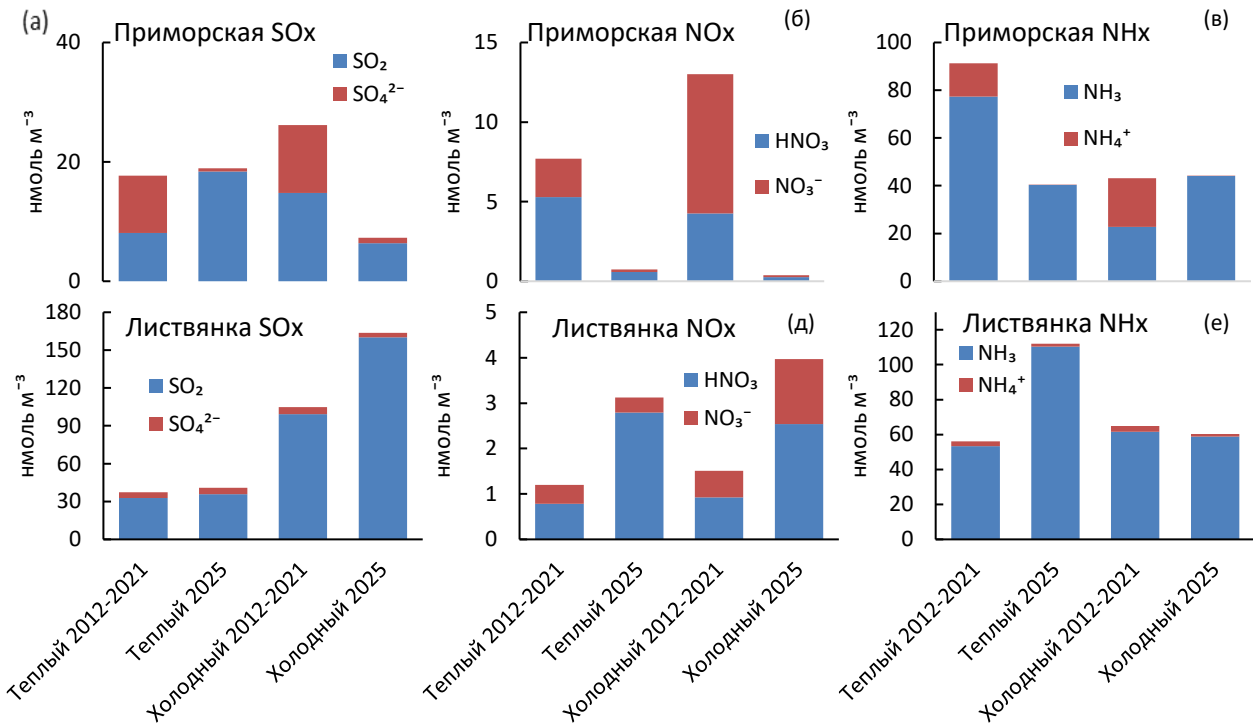 (а)
Приморская SOx
40
20
0
нмоль м⁻³
SO₂
SO₄²⁻
(б)
Приморская NOx
15
10
5
0
нмоль м⁻³
HNO₃
NO₃⁻
(в)
Приморская NHx
100
80
60
40
20
0
нмоль м⁻³
NH₃
NH₄⁺
Листвянка SOx
180
150
120
90
60
30
0
нмоль м⁻³
SO₂
SO₄²⁻
Теплый 2012-2021
Теплый 2025
Холодный 2012-2021
Холодный 2025
(д)
Листвянка NOx
5
4
3
2
1
0
нмоль м⁻³
HNO₃
NO₃⁻
Теплый 2012-2021
Теплый 2025
Холодный 2012-2021
Холодный 2025
(е)
Листвянка NHx
120
100
80
60
40
20
0
нмоль м⁻³
NH₃
NH₄⁺
Теплый 2012-2021
Теплый 2025
Холодный 2012-2021
Холодный 2025